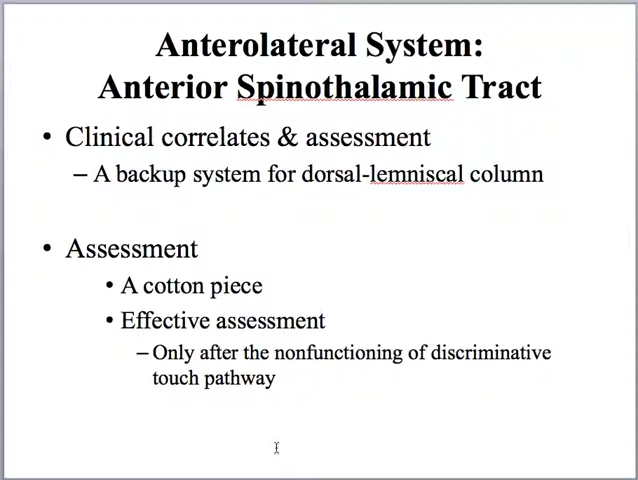 Anterolateral System:
Anterior Spinothalamic Tract
• Clinical correlates & assessment
– A backup system for dorsal-lemniscal column
• Assessment
• A cotton piece
• Effective assessment
– Only after the nonfunctioning of discriminative
touch pathway